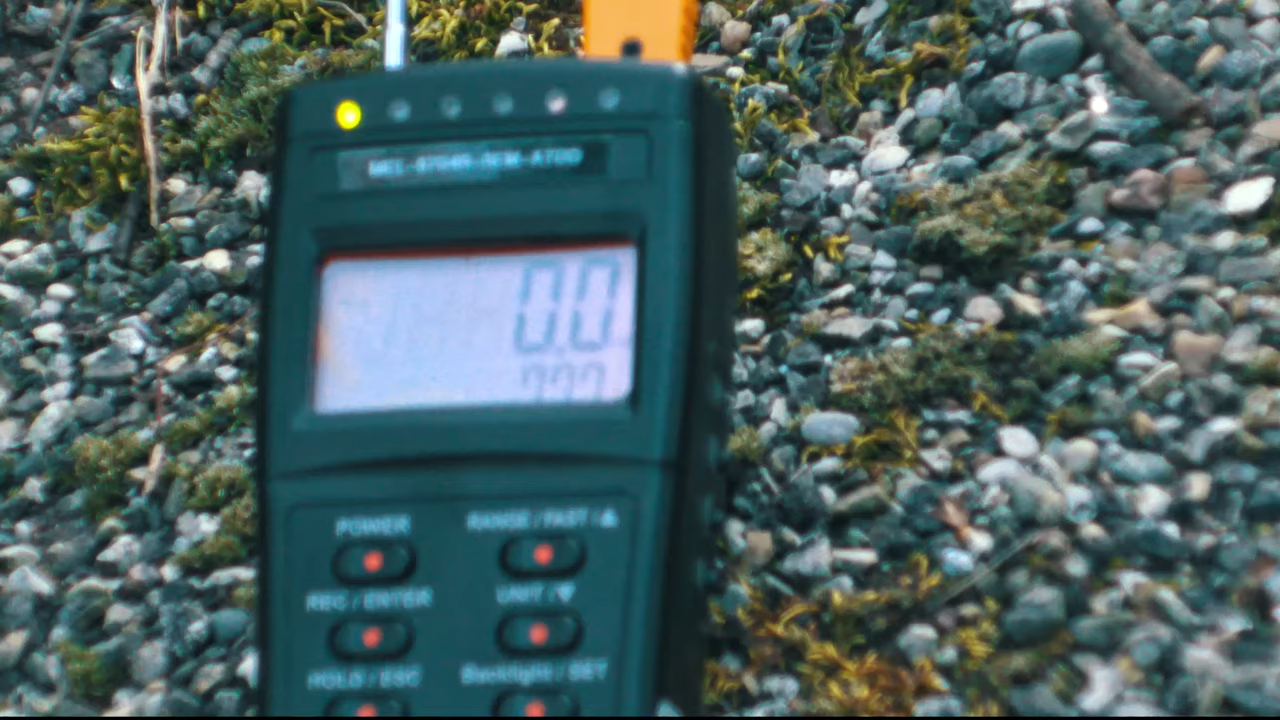 0.0
POWER RANGE / FAST / ▲
REC / ENTER UNIT / ▼
HOLD / ESC Backlight / SET